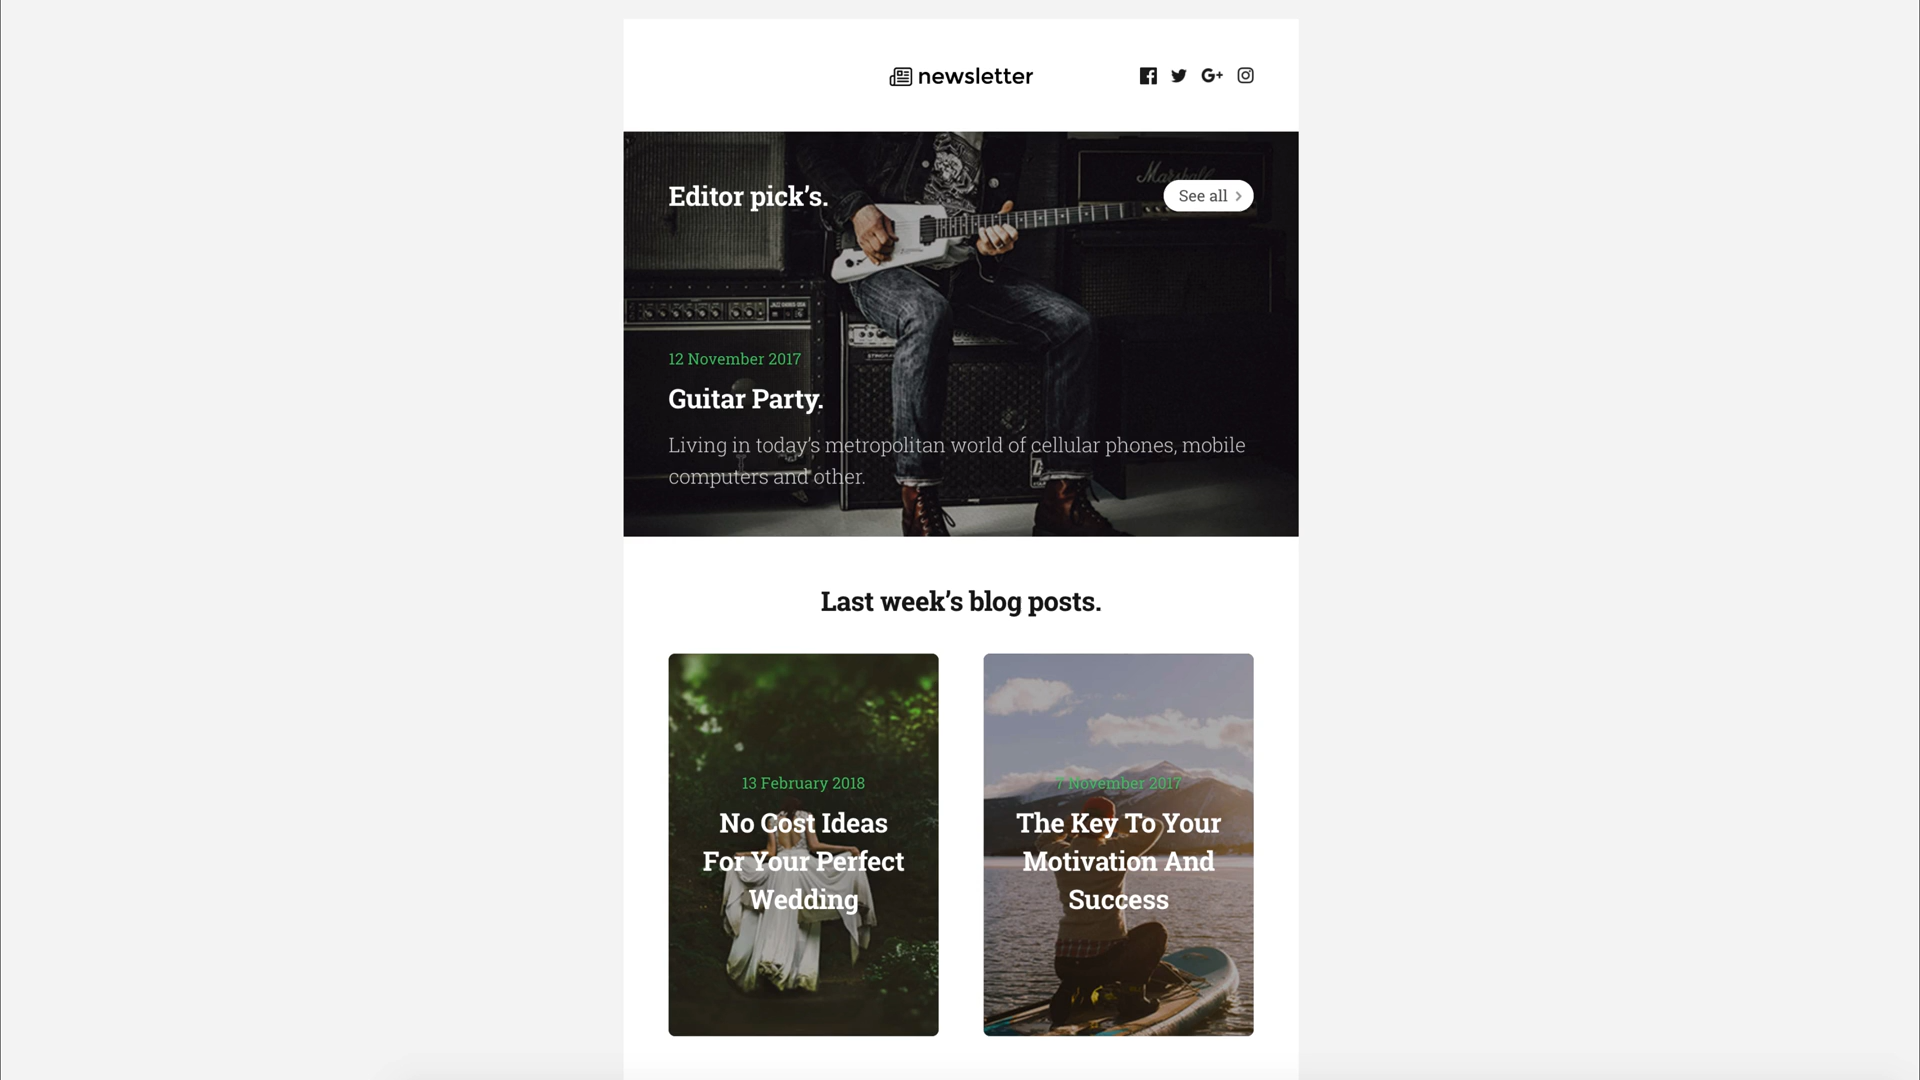 newsletter
Marshall
Editor pick’s.
See all
12 November 2017
Guitar Party.
Living in today’s metropolitan world of cellular phones, mobile
computers and other.
Last week’s blog posts.
13 February 2018
No Cost Ideas
For Your Perfect
Wedding
7 November 2017
The Key To Your
Motivation And
Success